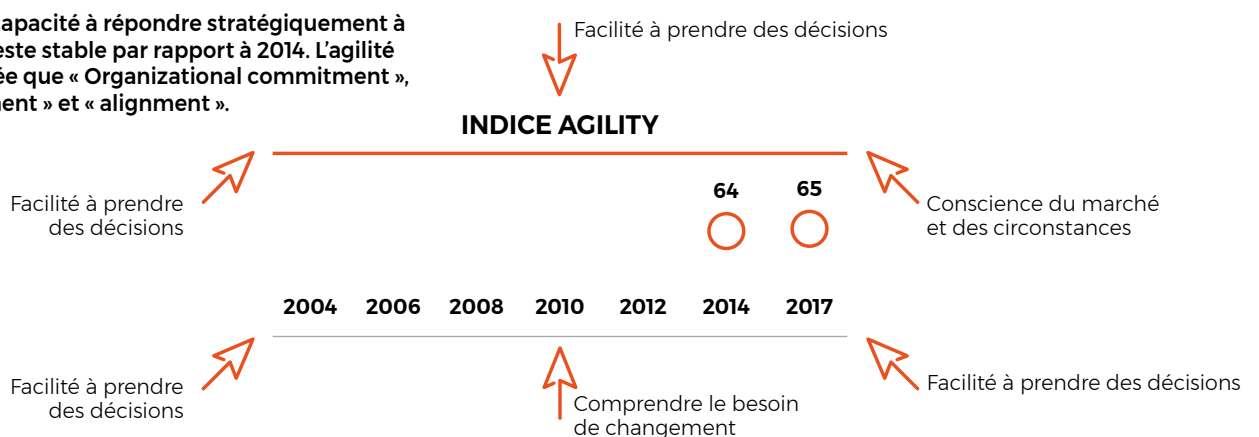 capacité à répondre stratégiquement à
este stable par rapport à 2014. L'agilité
ée que « Organizational commitment »,
ent » et « alignment ».
Facilité à prendre des décisions
INDICE AGILITY
Facilité à prendre
des décisions
64
65
Conscience du marché
et des circonstances
2004 2006 2008 2010 2012 2014 2017
Facilité à prendre
des décisions
Comprendre le besoin
de changement
Facilité à prendre des décisions